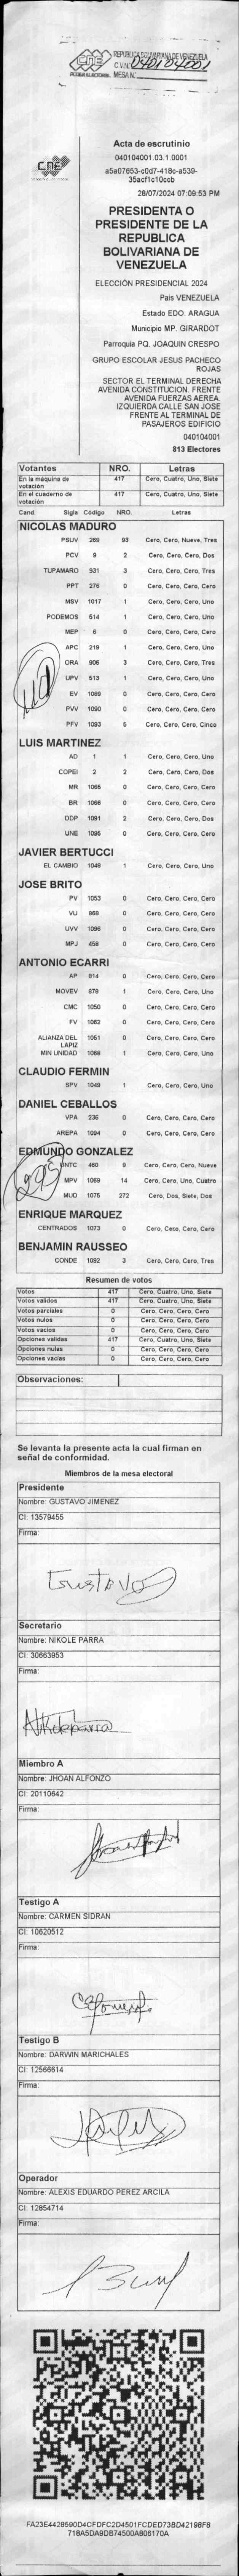 CNE
PODER ELECTORAL
REPÚBLICA BOLIVARIANA DE VENEZUELA
C.V.N° 040104001
MESA N°
CNE
Acta de escrutinio
040104001.03.1.0001
a5a07653-c0d7-418c-a539-
35acf1c10ccb
28/07/2024 07:09:53 PM
PRESIDENTA O
PRESIDENTE DE LA
REPUBLICA
BOLIVARIANA DE
VENEZUELA
ELECCIÓN PRESIDENCIAL 2024
País VENEZUELA
Estado EDO. ARAGUA
Municipio MP. GIRARDOT
Parroquia PQ. JOAQUIN CRESPO
GRUPO ESCOLAR JESUS PACHECO
ROJAS
SECTOR EL TERMINAL DERECHA
AVENIDA CONSTITUCION. FRENTE
AVENIDA FUERZAS AEREA.
IZQUIERDA CALLE SAN JOSE
FRENTE AL TERMINAL DE
PASAJEROS EDIFICIO
040104001
813 Electores
Votantes NRO. Letras
En la máquina de votación 417 Cero, Cuatro, Uno, Siete
En el cuaderno de votación 417 Cero, Cuatro, Uno, Siete
Cand. Sigla Código NRO. Letras
NICOLAS MADURO
PSUV 269 93 Cero, Cero, Nueve, Tres
PCV 9 2 Cero, Cero, Cero, Dos
TUPAMARO 931 3 Cero, Cero, Cero, Tres
PPT 276 0 Cero, Cero, Cero, Cero
MSV 1017 1 Cero, Cero, Cero, Uno
PODEMOS 514 1 Cero, Cero, Cero, Uno
MEP 6 0 Cero, Cero, Cero, Cero
APC 219 1 Cero, Cero, Cero, Uno
ORA 906 3 Cero, Cero, Cero, Tres
UPV 513 1 Cero, Cero, Cero, Uno
EV 1089 0 Cero, Cero, Cero, Cero
PVV 1090 0 Cero, Cero, Cero, Cero
PFV 1093 5 Cero, Cero, Cero, Cinco
110
LUIS MARTINEZ
AD 1 1 Cero, Cero, Cero, Uno
COPEI 2 2 Cero, Cero, Cero, Dos
MR 1065 0 Cero, Cero, Cero, Cero
BR 1066 0 Cero, Cero, Cero, Cero
DDP 1091 2 Cero, Cero, Cero, Dos
UNE 1095 0 Cero, Cero, Cero, Cero
JAVIER BERTUCCI
EL CAMBIO 1048 1 Cero, Cero, Cero, Uno
JOSE BRITO
PV 1053 0 Cero, Cero, Cero, Cero
VU 968 0 Cero, Cero, Cero, Cero
UVV 1096 0 Cero, Cero, Cero, Cero
MPJ 458 0 Cero, Cero, Cero, Cero
ANTONIO ECARRI
AP 814 0 Cero, Cero, Cero, Cero
MOVEV 878 1 Cero, Cero, Cero, Uno
CMC 1050 0 Cero, Cero, Cero, Cero
FV 1062 0 Cero, Cero, Cero, Cero
ALIANZA DEL LAPIZ 1051 0 Cero, Cero, Cero, Cero
MIN UNIDAD 1068 1 Cero, Cero, Cero, Uno
CLAUDIO FERMIN
SPV 1049 1 Cero, Cero, Cero, Uno
DANIEL CEBALLOS
VPA 236 0 Cero, Cero, Cero, Cero
AREPA 1094 0 Cero, Cero, Cero, Cero
EDMUNDO GONZALEZ
UNTC 460 9 Cero, Cero, Cero, Nueve
MPV 1069 14 Cero, Cero, Uno, Cuatro
MUD 1075 272 Cero, Dos, Siete, Dos
295
ENRIQUE MARQUEZ
CENTRADOS 1073 0 Cero, Cero, Cero, Cero
BENJAMIN RAUSSEO
CONDE 1092 3 Cero, Cero, Cero, Tres
Resumen de votos
Votos 417 Cero, Cuatro, Uno, Siete
Votos validos 417 Cero, Cuatro, Uno, Siete
Votos parciales 0 Cero, Cero, Cero, Cero
Votos nulos 0 Cero, Cero, Cero, Cero
Votos vacios 0 Cero, Cero, Cero, Cero
Opciones validas 417 Cero, Cuatro, Uno, Siete
Opciones nulas 0 Cero, Cero, Cero, Cero
Opciones vacias 0 Cero, Cero, Cero, Cero
Observaciones:
Se levanta la presente acta la cual firman en
señal de conformidad.
Miembros de la mesa electoral
Presidente
Nombre: GUSTAVO JIMENEZ
CI: 13579455
Firma:
Gustavo
Secretario
Nombre: NIKOLE PARRA
CI: 30663953
Firma:
Nikoleparra
Miembro A
Nombre: JHOAN ALFONZO
CI: 20110642
Firma:
Testigo A
Nombre: CARMEN SIDRAN
CI: 10620512
Firma:
Testigo B
Nombre: DARWIN MARICHALES
CI: 12566614
Firma:
Operador
Nombre: ALEXIS EDUARDO PEREZ ARCILA
CI: 12854714
Firma:
FA23E4428690D4CFDFC2D4501FCDED73BD42198F8
718A5DA9DB74500A806170A